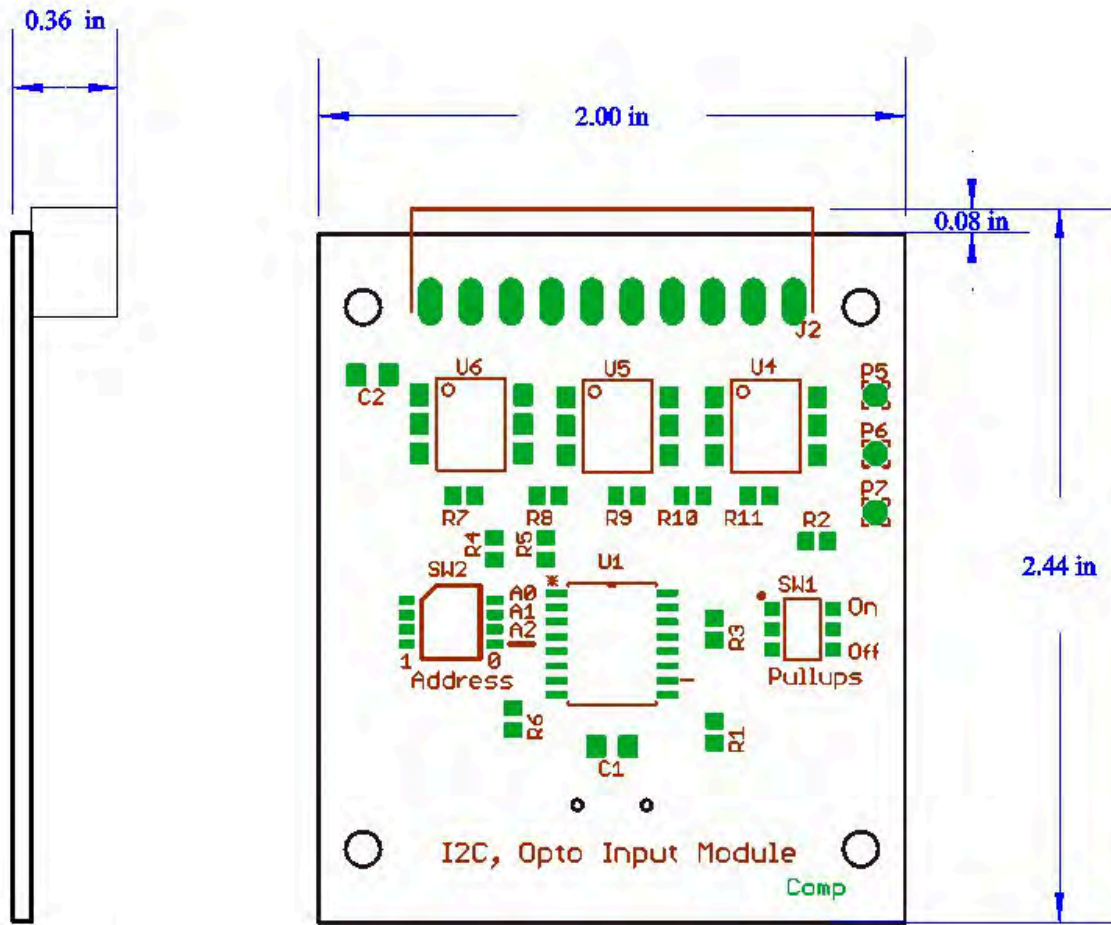 0.36 in
2.00 in
0.08 in
J2
U6
U5
U4
P5
C2
P6
P7
R7
R8
R9
R10
R11
R2
R4
R5
U1
2.44 in
SW2
*
SW1
A0
On
A1
A2
R3
Off
1
0
Address
Pullups
R6
R1
C1
I2C, Opto Input Module
Comp